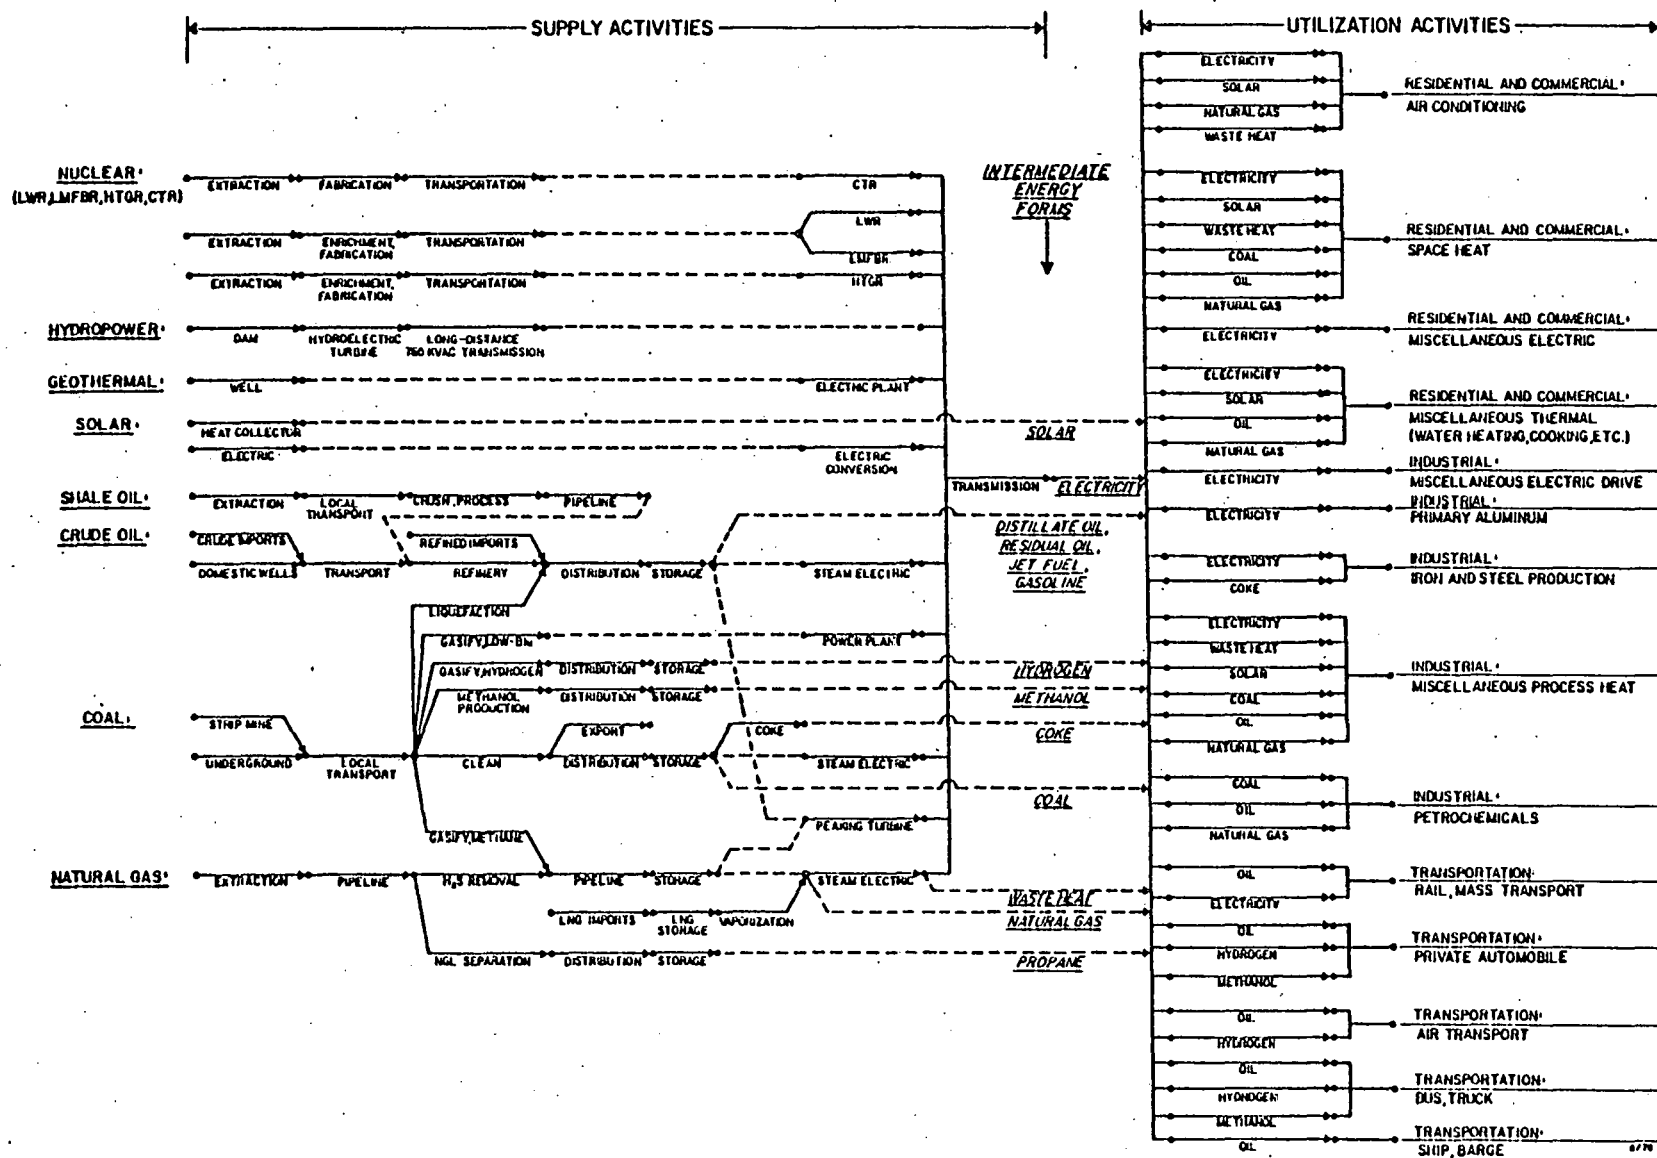 SUPPLY ACTIVITIES
UTILIZATION ACTIVITIES
NUCLEAR:
(LWR,LMFBR,HTGR,CTR)
EXTRACTION
FABRICATION
TRANSPORTATION
CTR
EXTRACTION
ENRICHMENT,
FABRICATION
TRANSPORTATION
LWR
LMFBR
EXTRACTION
ENRICHMENT,
FABRICATION
TRANSPORTATION
HTGR
HYDROPOWER:
DAM
HYDROELECTRIC
TURBINE
LONG-DISTANCE
760 KVAC TRANSMISSION
GEOTHERMAL:
WELL
ELECTRIC PLANT
SOLAR:
HEAT COLLECTOR
ELECTRIC
ELECTRIC
CONVERSION
SHALE OIL:
EXTRACTION
LOCAL
TRANSPORT
CRUSH, PROCESS
PIPELINE
CRUDE OIL:
CRUDE IMPORTS
DOMESTIC WELLS
TRANSPORT
REFINED IMPORTS
REFINERY
DISTRIBUTION
STORAGE
STEAM ELECTRIC
LIQUEFACTION
GASIFY, LOW-BTU
POWER PLANT
GASIFY, HYDROGEN
DISTRIBUTION
STORAGE
METHANOL
PRODUCTION
DISTRIBUTION
STORAGE
COAL:
STRIP MINE
UNDERGROUND
LOCAL
TRANSPORT
CLEAN
EXPORT
DISTRIBUTION
STORAGE
COKE
STEAM ELECTRIC
GASIFY, METHANE
PEAKING TURBINE
NATURAL GAS:
EXTRACTION
PIPELINE
H₂S REMOVAL
PIPELINE
STORAGE
STEAM ELECTRIC
LNG IMPORTS
LNG
STORAGE
VAPORIZATION
NGL SEPARATION
DISTRIBUTION
STORAGE
INTERMEDIATE
ENERGY
FORMS
SOLAR
TRANSMISSION
ELECTRICITY
DISTILLATE OIL,
RESIDUAL OIL,
JET FUEL,
GASOLINE
HYDROGEN
METHANOL
COKE
COAL
WASTE HEAT
NATURAL GAS
PROPANE
ELECTRICITY
SOLAR
NATURAL GAS
WASTE HEAT
RESIDENTIAL AND COMMERCIAL:
AIR CONDITIONING
ELECTRICITY
SOLAR
WASTE HEAT
COAL
OIL
NATURAL GAS
RESIDENTIAL AND COMMERCIAL:
SPACE HEAT
ELECTRICITY
RESIDENTIAL AND COMMERCIAL:
MISCELLANEOUS ELECTRIC
ELECTRICITY
SOLAR
OIL
NATURAL GAS
RESIDENTIAL AND COMMERCIAL:
MISCELLANEOUS THERMAL
(WATER HEATING, COOKING, ETC.)
ELECTRICITY
INDUSTRIAL:
MISCELLANEOUS ELECTRIC DRIVE
ELECTRICITY
INDUSTRIAL:
PRIMARY ALUMINUM
ELECTRICITY
COKE
INDUSTRIAL:
IRON AND STEEL PRODUCTION
ELECTRICITY
WASTE HEAT
SOLAR
COAL
OIL
NATURAL GAS
INDUSTRIAL:
MISCELLANEOUS PROCESS HEAT
COAL
OIL
NATURAL GAS
INDUSTRIAL:
PETROCHEMICALS
OIL
ELECTRICITY
TRANSPORTATION:
RAIL, MASS TRANSPORT
OIL
HYDROGEN
METHANOL
TRANSPORTATION:
PRIVATE AUTOMOBILE
OIL
HYDROGEN
TRANSPORTATION:
AIR TRANSPORT
OIL
HYDROGEN
METHANOL
TRANSPORTATION:
BUS, TRUCK
OIL
TRANSPORTATION:
SHIP, BARGE